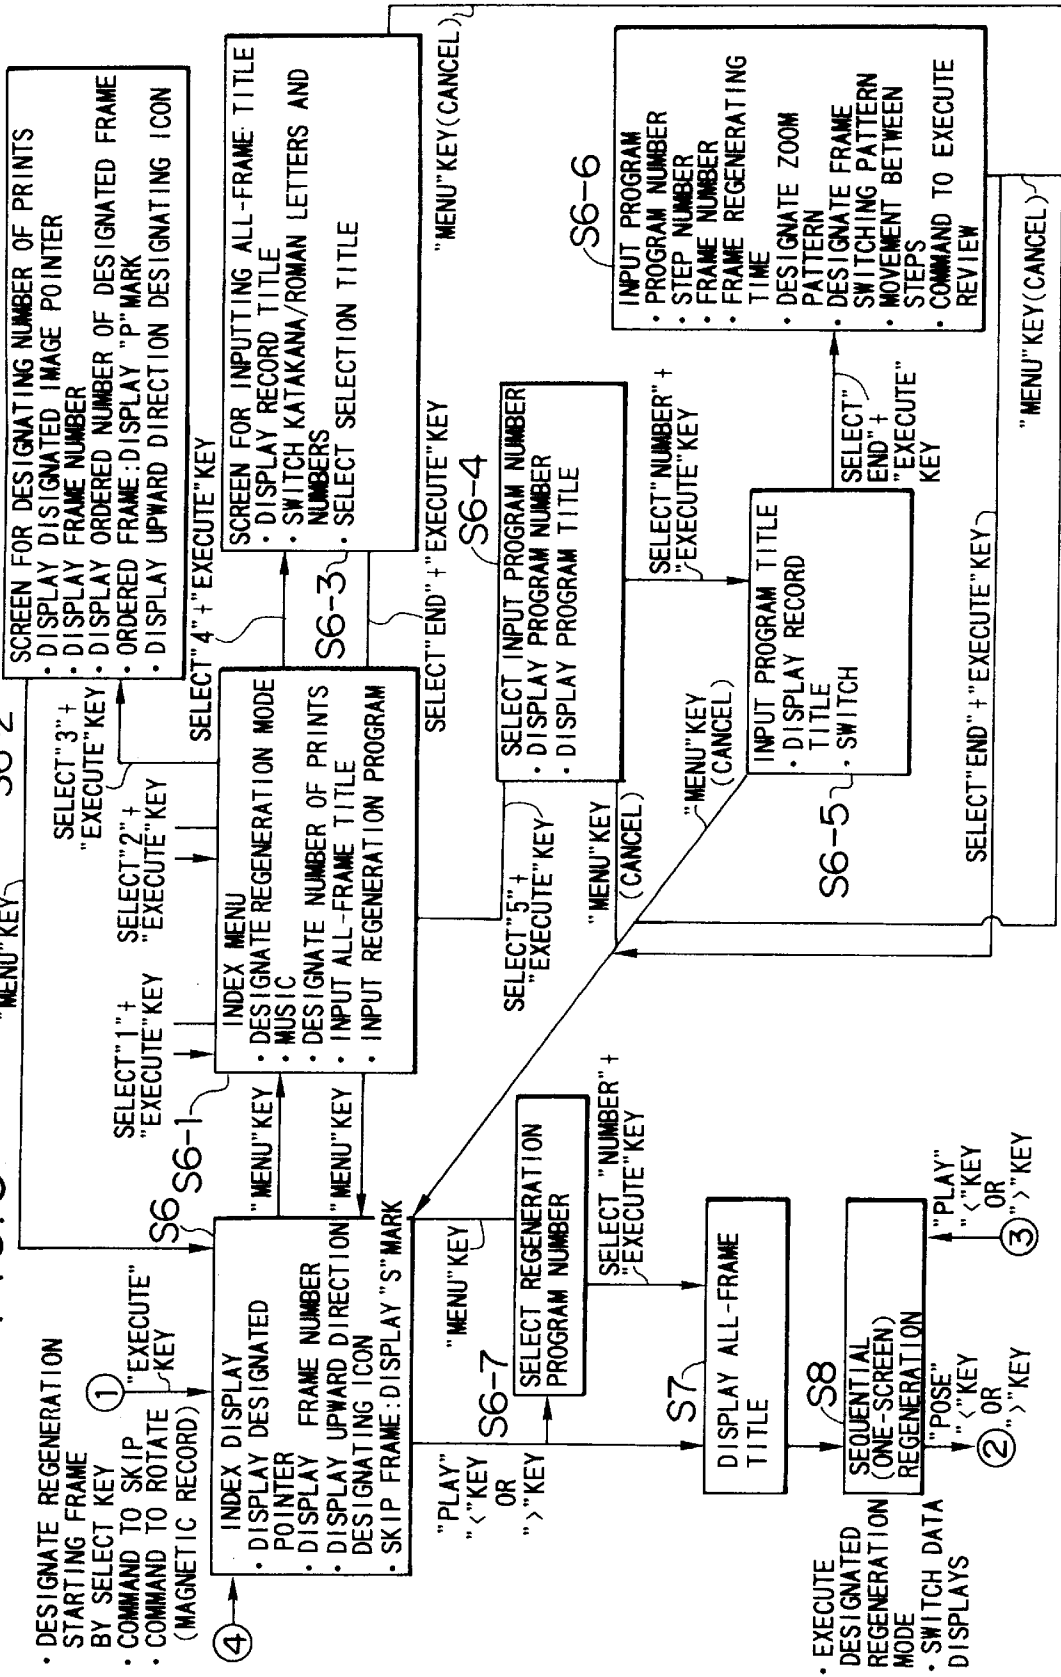 · DESIGNATE REGENERATION
STARTING FRAME
BY SELECT KEY
· COMMAND TO SKIP
· COMMAND TO ROTATE
(MAGNETIC RECORD)
①
"EXECUTE"
KEY
④
S6
INDEX DISPLAY
· DISPLAY DESIGNATED
POINTER
· DISPLAY FRAME NUMBER
· DISPLAY UPWARD DIRECTION
DESIGNATING ICON
· SKIP FRAME:DISPLAY "S"MARK
"MENU"KEY
S6-2
SCREEN FOR DESIGNATING NUMBER OF PRINTS
· DISPLAY DISIGNATED IMAGE POINTER
· DISPLAY FRAME NUMBER
· DISPLAY ORDERED NUMBER OF DESIGNATED FRAME
· ORDERED FRAME:DISPLAY "P"MARK
· DISPLAY UPWARD DIRECTION DESIGNATING ICON
SELECT"1"+
"EXECUTE"KEY
SELECT"2"+
"EXECUTE"KEY
SELECT"3"+
"EXECUTE"KEY
SELECT"4"+"EXECUTE"KEY
S6-1
"MENU"KEY
"MENU"KEY
INDEX MENU
· DESIGNATE REGENERATION MODE
· MUSIC
· DESIGNATE NUMBER OF PRINTS
· INPUT ALL-FRAME TITLE
· INPUT REGENERATION PROGRAM
S6-3
SCREEN FOR INPUTTING ALL-FRAME TITLE
· DISPLAY RECORD TITLE
· SWITCH KATAKANA/ROMAN LETTERS AND
NUMBERS
· SELECT SELECTION TITLE
SELECT"END"+"EXECUTE"KEY
"MENU"KEY(CANCEL)
SELECT"5"+
"EXECUTE"KEY
S6-4
SELECT INPUT PROGRAM NUMBER
· DISPLAY PROGRAM NUMBER
· DISPLAY PROGRAM TITLE
"MENU"KEY
(CANCEL)
SELECT"NUMBER"+
"EXECUTE"KEY
"MENU"KEY
(CANCEL)
S6-5
INPUT PROGRAM TITLE
· DISPLAY RECORD
TITLE
· SWITCH
SELECT"
END"+
"EXECUTE"
KEY
S6-6
INPUT PROGRAM
· PROGRAM NUMBER
· STEP NUMBER
· FRAME NUMBER
· FRAME REGENERATING
TIME
· DESIGNATE ZOOM
PATTERN
· DESIGNATE FRAME
SWITCHING PATTERN
· MOVEMENT BETWEEN
STEPS
· COMMAND TO EXECUTE
REVIEW
SELECT"END"+"EXECUTE"KEY
"MENU"KEY(CANCEL)
"PLAY"
"<"KEY
OR
">"KEY
"MENU"KEY
S6-7
SELECT REGENERATION
PROGRAM NUMBER
SELECT "NUMBER"+
"EXECUTE"KEY
S7
DISPLAY ALL-FRAME
TITLE
· EXECUTE
DESIGNATED
REGENERATION
MODE
· SWITCH DATA
DISPLAYS
S8
SEQUENTIAL
(ONE-SCREEN)
REGENERATION
"POSE"
"<"KEY
OR
">"KEY
②
"PLAY"
"<"KEY
OR
">"KEY
③